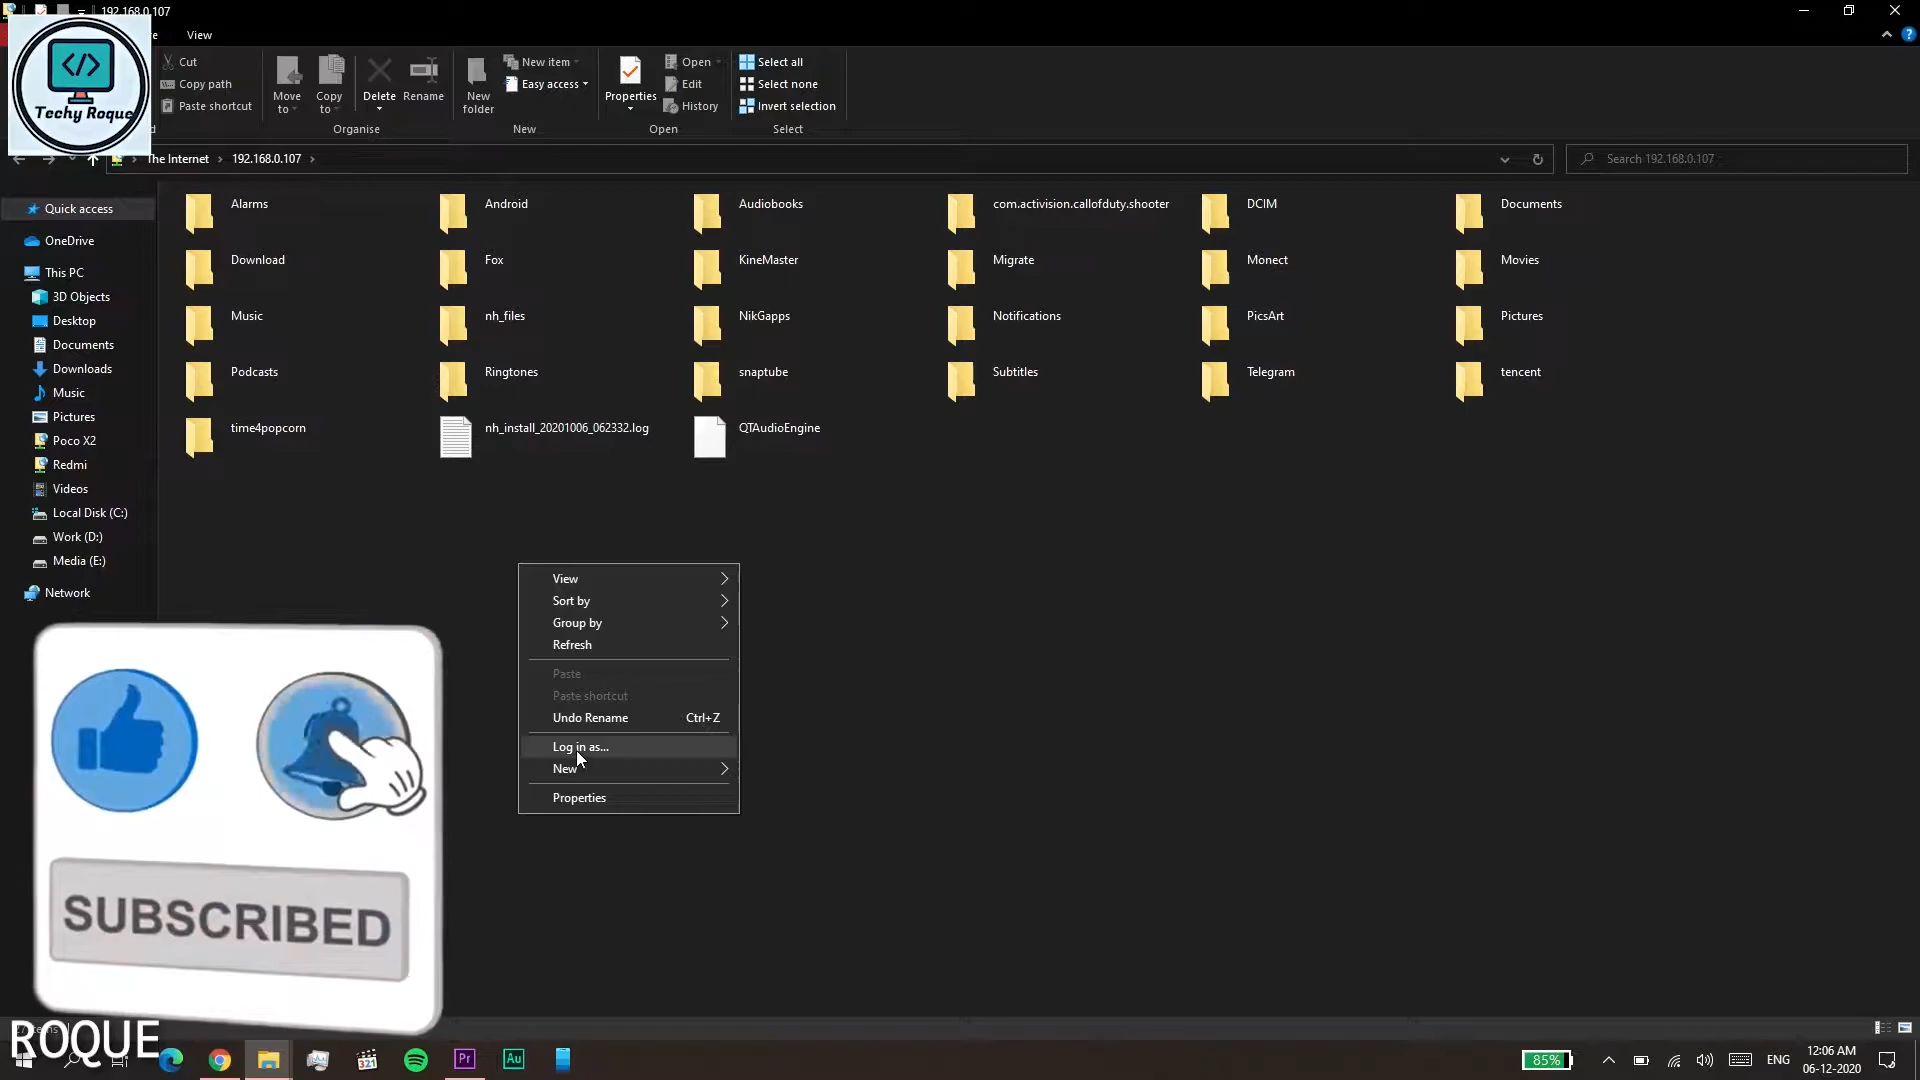 192.168.0.107
View
Cut
Copy path
Paste shortcut
Move to
Copy to
Delete
Rename
Organise
New folder
New item
Easy access
New
Properties
Open
Edit
History
Open
Select all
Select none
Invert selection
Select
Techy Roque
The Internet
192.168.0.107
Search 192.168.0.107
Quick access
OneDrive
This PC
3D Objects
Desktop
Documents
Downloads
Music
Pictures
Poco X2
Redmi
Videos
Local Disk (C:)
Work (D:)
Media (E:)
Network
Alarms
Android
Audiobooks
com.activision.callofduty.shooter
DCIM
Documents
Download
Fox
KineMaster
Migrate
Monect
Movies
Music
nh_files
NikGapps
Notifications
PicsArt
Pictures
Podcasts
Ringtones
snaptube
Subtitles
Telegram
tencent
time4popcorn
nh_install_20201006_062332.log
QTAudioEngine
View
Sort by
Group by
Refresh
Paste
Paste shortcut
Undo Rename Ctrl+Z
Log in as...
New
Properties
SUBSCRIBED
ROQUE
321
Pr
Au
85%
ENG
12:06 AM
06-12-2020